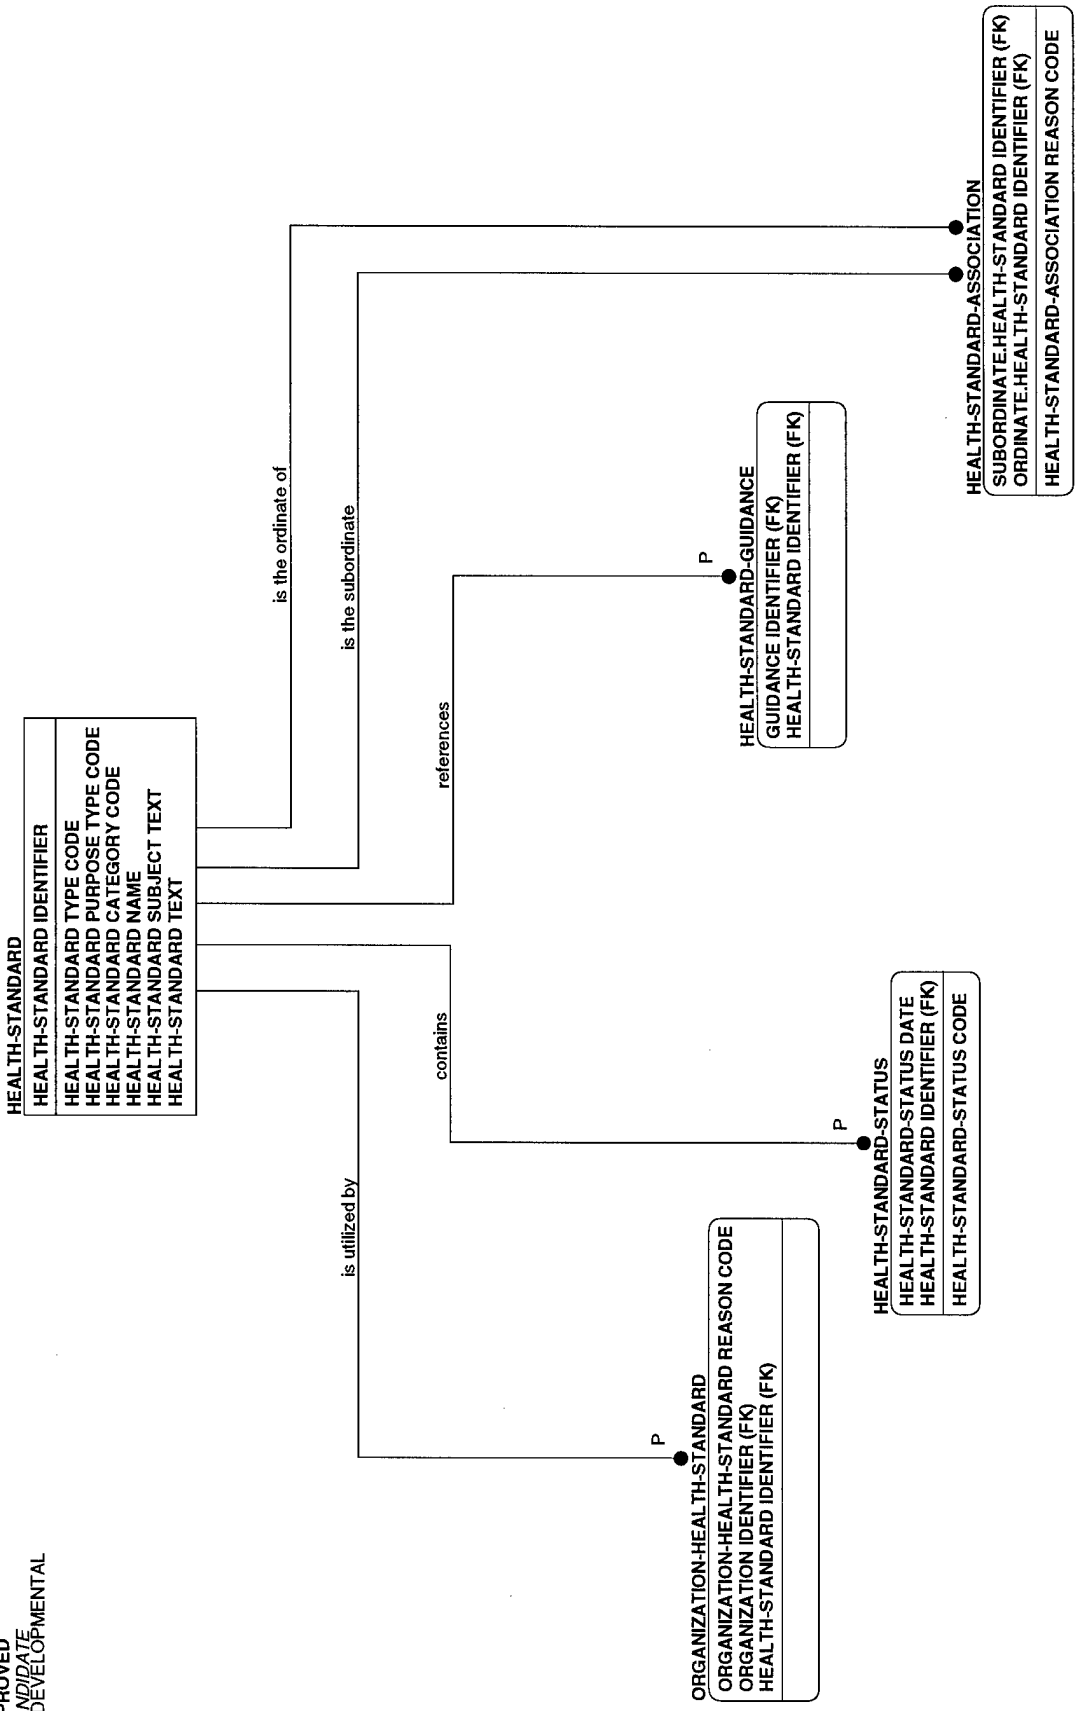 PROVED
NDIDATE
DEVELOPMENTAL
HEALTH-STANDARD
HEALTH-STANDARD IDENTIFIER
HEALTH-STANDARD TYPE CODE
HEALTH-STANDARD PURPOSE TYPE CODE
HEALTH-STANDARD CATEGORY CODE
HEALTH-STANDARD NAME
HEALTH-STANDARD SUBJECT TEXT
HEALTH-STANDARD TEXT
is utilized by
contains
references
is the subordinate
is the ordinate of
P
ORGANIZATION-HEALTH-STANDARD
ORGANIZATION-HEALTH-STANDARD REASON CODE
ORGANIZATION IDENTIFIER (FK)
HEALTH-STANDARD IDENTIFIER (FK)
P
HEALTH-STANDARD-STATUS
HEALTH-STANDARD-STATUS DATE
HEALTH-STANDARD IDENTIFIER (FK)
HEALTH-STANDARD-STATUS CODE
P
HEALTH-STANDARD-GUIDANCE
GUIDANCE IDENTIFIER (FK)
HEALTH-STANDARD IDENTIFIER (FK)
HEALTH-STANDARD-ASSOCIATION
SUBORDINATE.HEALTH-STANDARD IDENTIFIER (FK)
ORDINATE.HEALTH-STANDARD IDENTIFIER (FK)
HEALTH-STANDARD-ASSOCIATION REASON CODE